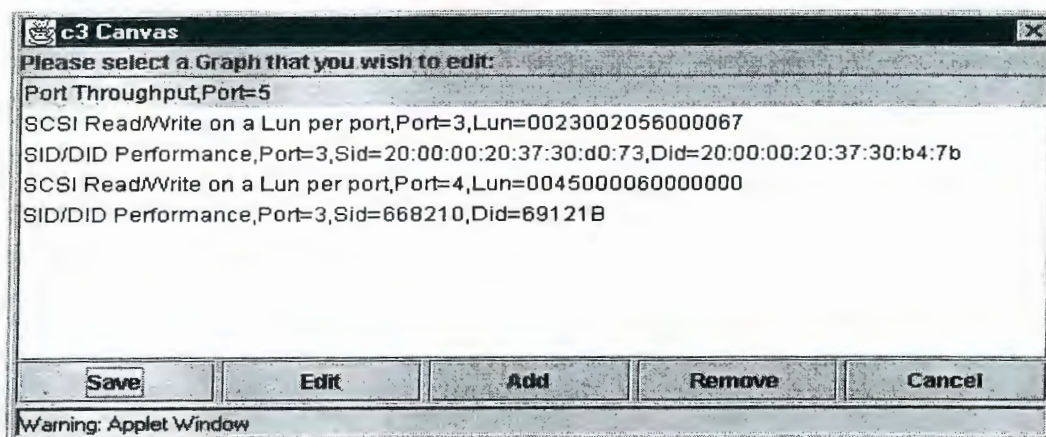 c3 Canvas
Please select a Graph that you wish to edit:
Port Throughput,Port=5
SCSI Read/Write on a Lun per port,Port=3,Lun=0023002056000067
SID/DID Performance,Port=3,Sid=20:00:00:20:37:30:d0:73,Did=20:00:00:20:37:30:b4:7b
SCSI Read/Write on a Lun per port,Port=4,Lun=0045000060000000
SID/DID Performance,Port=3,Sid=668210,Did=69121B
Save Edit Add Remove Cancel
Warning: Applet Window